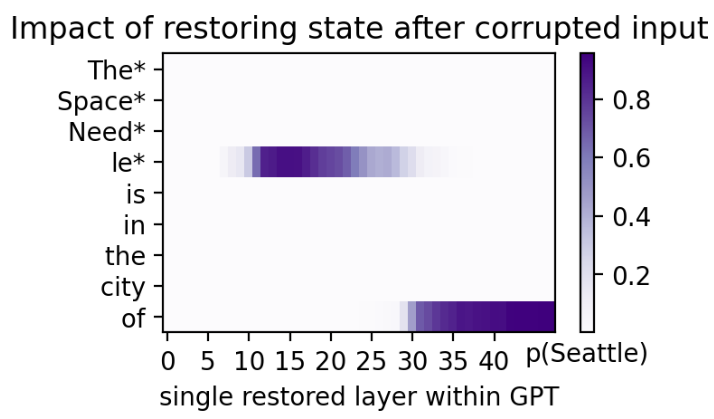 Impact of restoring state after corrupted input
The*
Space*
Need*
le*
is
in
the
city
of
0 5 10 15 20 25 30 35 40
single restored layer within GPT
0.8
0.6
0.4
0.2
p(Seattle)